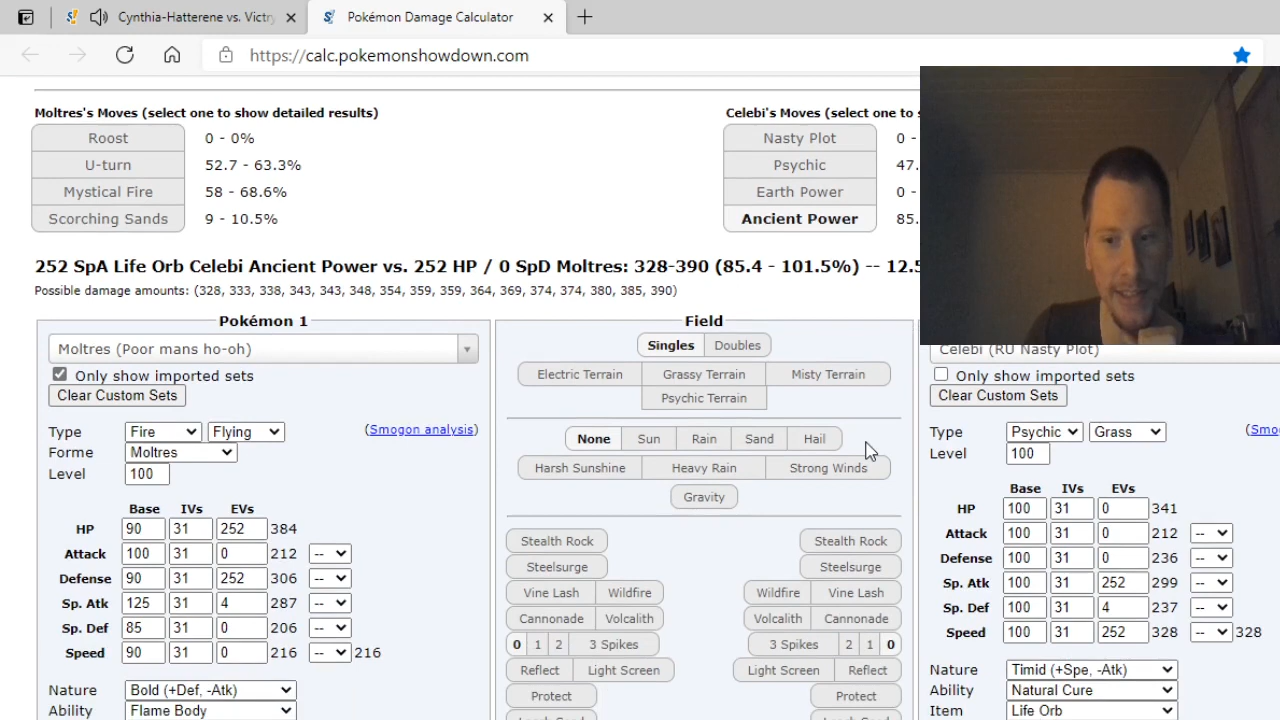 Cynthia-Hatterene vs. Victry
Pokémon Damage Calculator
https://calc.pokemonshowdown.com
Moltres's Moves (select one to show detailed results)
Celebi's Moves (select one to s
Roost 0 - 0%
Nasty Plot 0 -
U-turn 52.7 - 63.3%
Psychic 47.
Mystical Fire 58 - 68.6%
Earth Power 0 -
Scorching Sands 9 - 10.5%
Ancient Power 85.
252 SpA Life Orb Celebi Ancient Power vs. 252 HP / 0 SpD Moltres: 328-390 (85.4 - 101.5%) -- 12.5
Possible damage amounts: (328, 333, 338, 343, 343, 348, 354, 359, 359, 364, 369, 374, 374, 380, 385, 390)
Pokémon 1
Moltres (Poor mans ho-oh)
Only show imported sets
Clear Custom Sets
Type Fire Flying (Smogon analysis)
Forme Moltres
Level 100
Base IVs EVs
HP 90 31 252 384
Attack 100 31 0 212 --
Defense 90 31 252 306
Sp. Atk 125 31 4 287 --
Sp. Def 85 31 0 206 --
Speed 90 31 0 216 -- 216
Nature Bold (+Def, -Atk)
Ability Flame Body
Field
Singles Doubles
Electric Terrain Grassy Terrain Misty Terrain
Psychic Terrain
None Sun Rain Sand Hail
Harsh Sunshine Heavy Rain Strong Winds
Gravity
Stealth Rock Stealth Rock
Steelsurge Steelsurge
Vine Lash Wildfire Wildfire Vine Lash
Cannonade Volcalith Volcalith Cannonade
0 1 2 3 Spikes 3 Spikes 2 1 0
Reflect Light Screen Light Screen Reflect
Protect Protect
Celebi (RU Nasty Plot)
Only show imported sets
Clear Custom Sets
Type Psychic Grass (Smo
Level 100
Base IVs EVs
HP 100 31 0 341
Attack 100 31 0 212 --
Defense 100 31 0 236 --
Sp. Atk 100 31 252 299 --
Sp. Def 100 31 4 237 --
Speed 100 31 252 328 -- 328
Nature Timid (+Spe, -Atk)
Ability Natural Cure
Item Life Orb